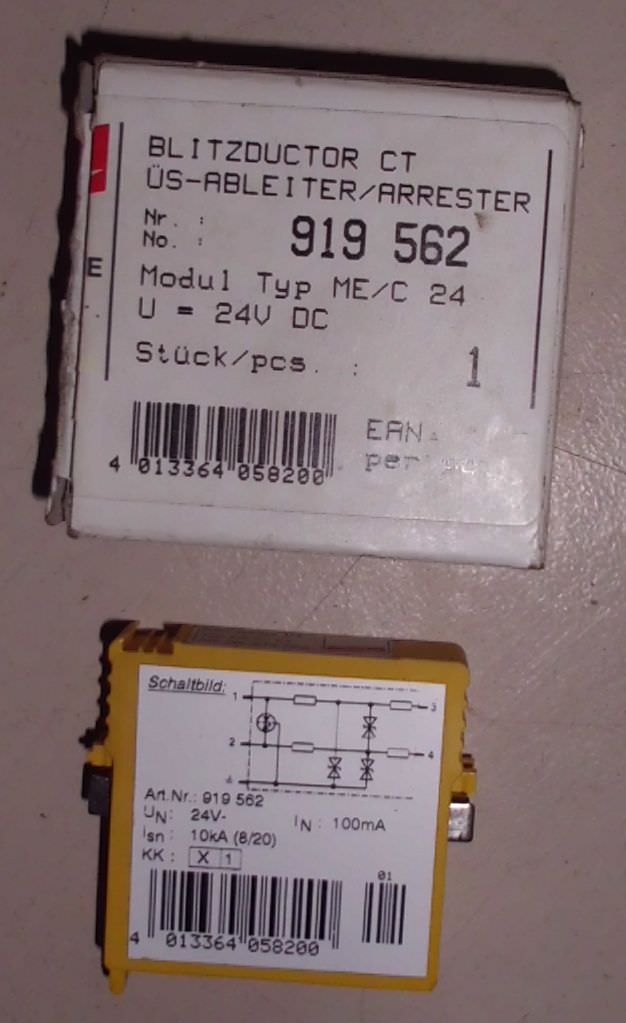 BLITZDUCTOR CT
ÜS-ABLEITER/ARRESTER
Nr. :
No. : 919 562
E
Modul Typ ME/C 24
U = 24V DC
Stück/pcs. : 1
EAN
per
4 013364 058200
Schaltbild:
1
3
2
4
Art.Nr.: 919 562
UN: 24V- IN: 100mA
isn: 10kA (8/20)
KK: X 1
01
4 013364 058200